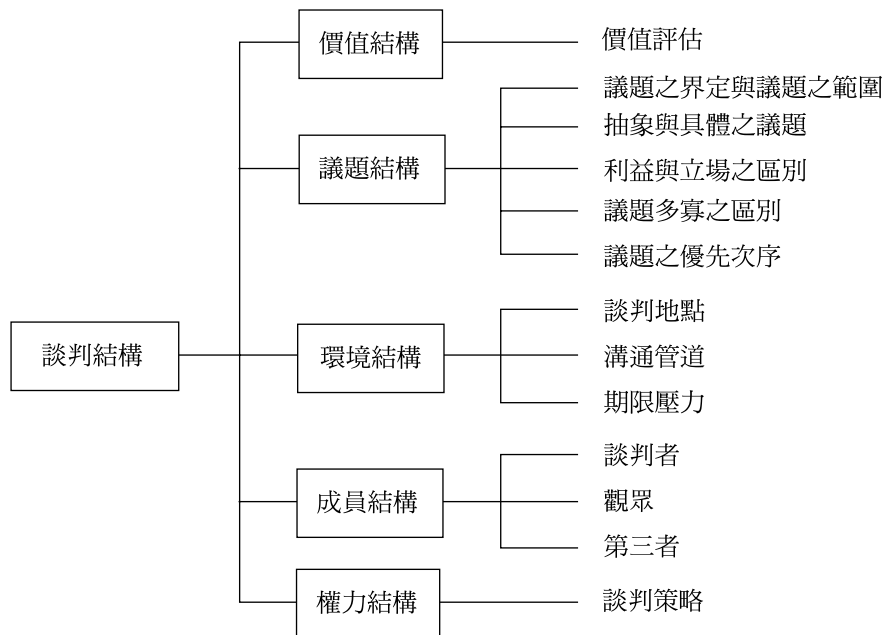 價值結構
價值評估
議題結構
議題之界定與議題之範圍
抽象與具體之議題
利益與立場之區別
議題多寡之區別
議題之優先次序
談判結構
環境結構
談判地點
溝通管道
期限壓力
成員結構
談判者
觀眾
第三者
權力結構
談判策略